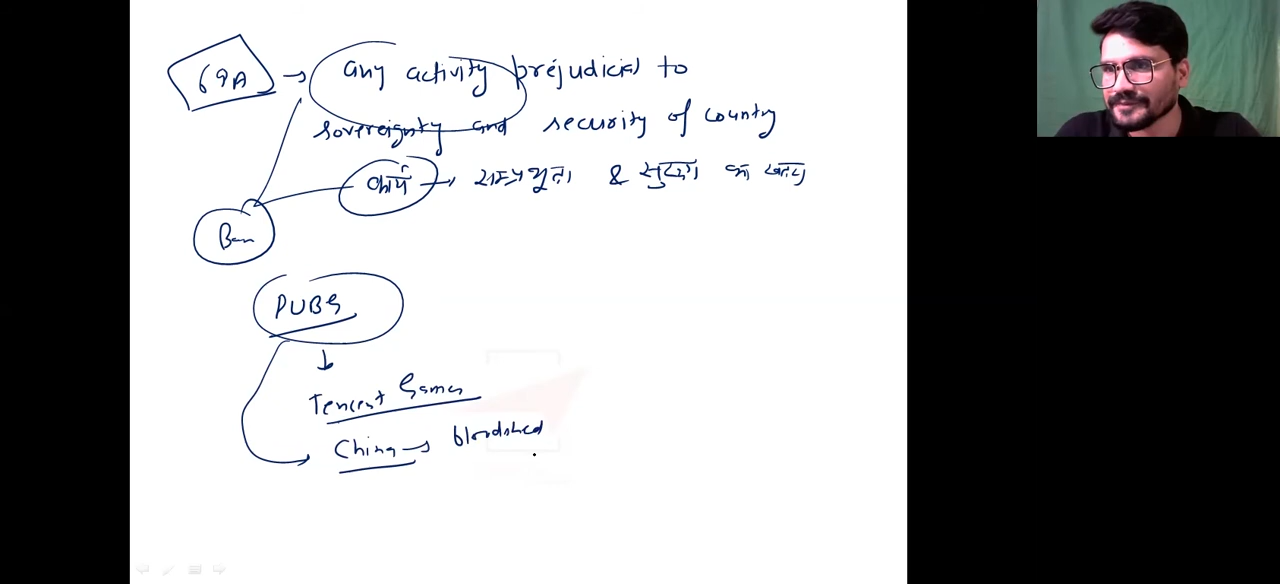 69A → any activity prejudicial to
sovereignty and security of country
कार्य → सम्प्रभूता & सुरक्षा को खतरा
Ban
PUBG
Tencent Games
China → bloodshed